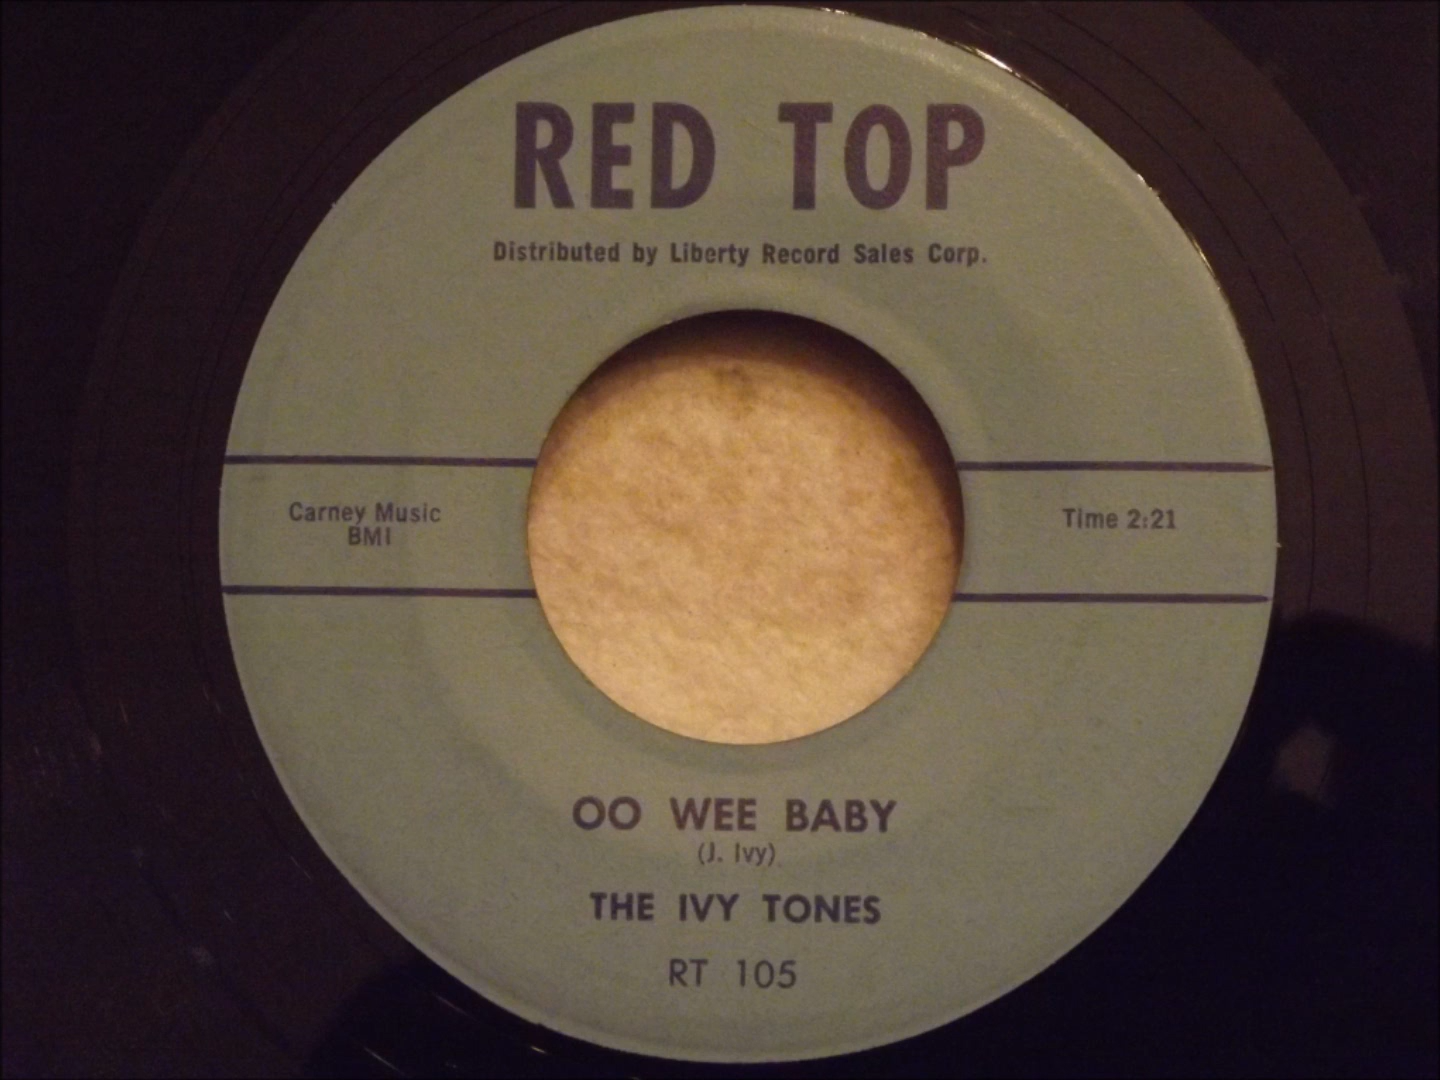 RED TOP
Distributed by Liberty Record Sales Corp.
Carney Music
BMI
Time 2:21
OO WEE BABY
(J. Ivy)
THE IVY TONES
RT 105